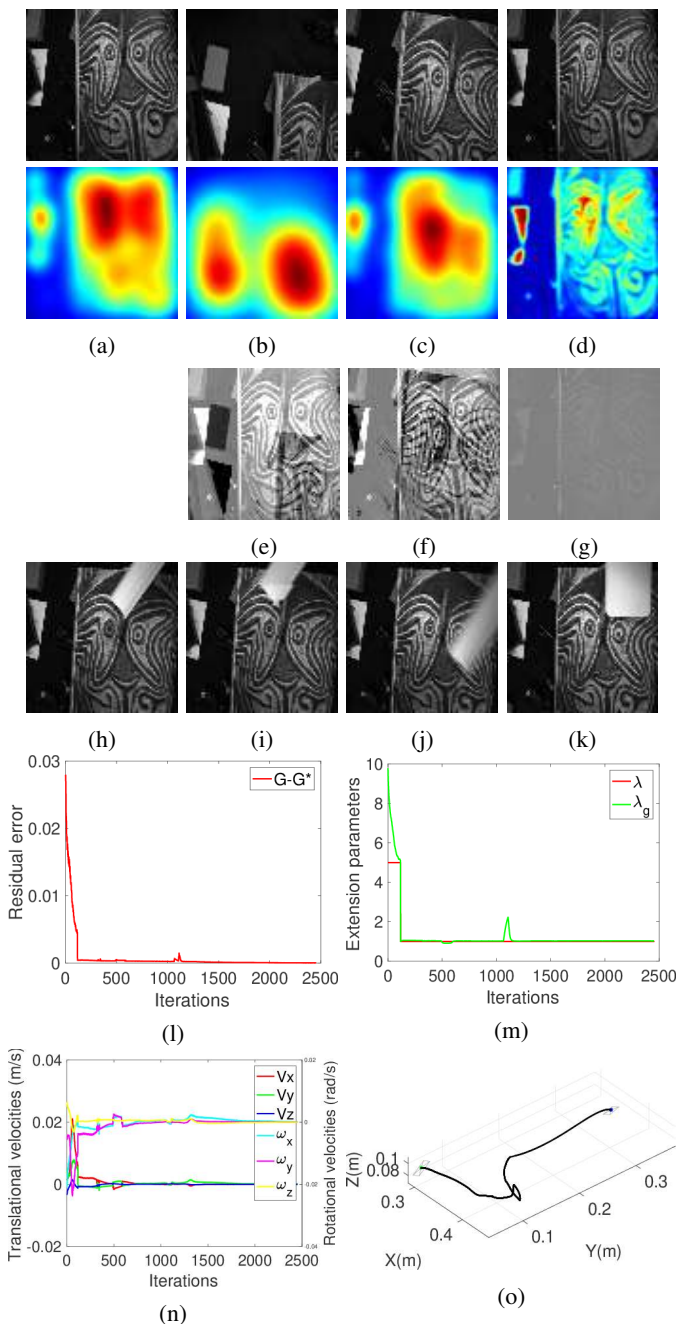 (a) (b) (c) (d)
(e) (f) (g)
(h) (i) (j) (k)
0.03
0.02
0.01
0
Residual error
G-G*
0 500 1000 1500 2000 2500
Iterations
(l)
10
8
6
4
2
0
Extension parameters
λ
λg
0 500 1000 1500 2000 2500
Iterations
(m)
0.04
0.02
0
-0.02
Translational velocities (m/s)
Vx
Vy
Vz
ωx
ωy
ωz
0.02
0
-0.02
-0.04
Rotational velocities (rad/s)
0 500 1000 1500 2000 2500
Iterations
(n)
Z(m)
0.1
0.08
0.3
0.4
X(m)
0.1
0.2
0.3
Y(m)
(o)